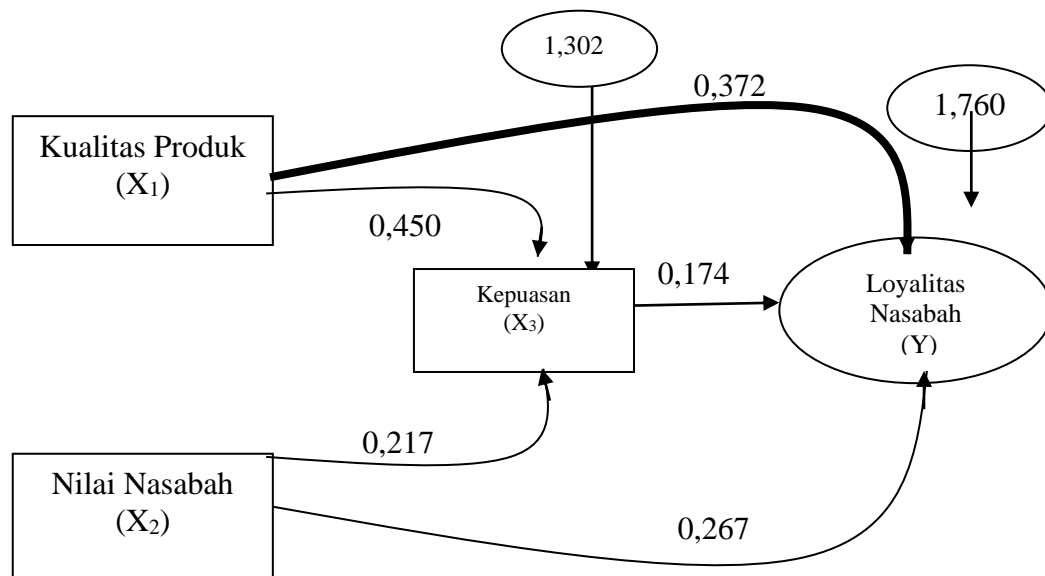 1,302
0,372
1,760
Kualitas Produk
(X₁)
0,450
Kepuasan
(X₃)
0,174
Loyalitas
Nasabah
(Y)
0,217
Nilai Nasabah
(X₂)
0,267